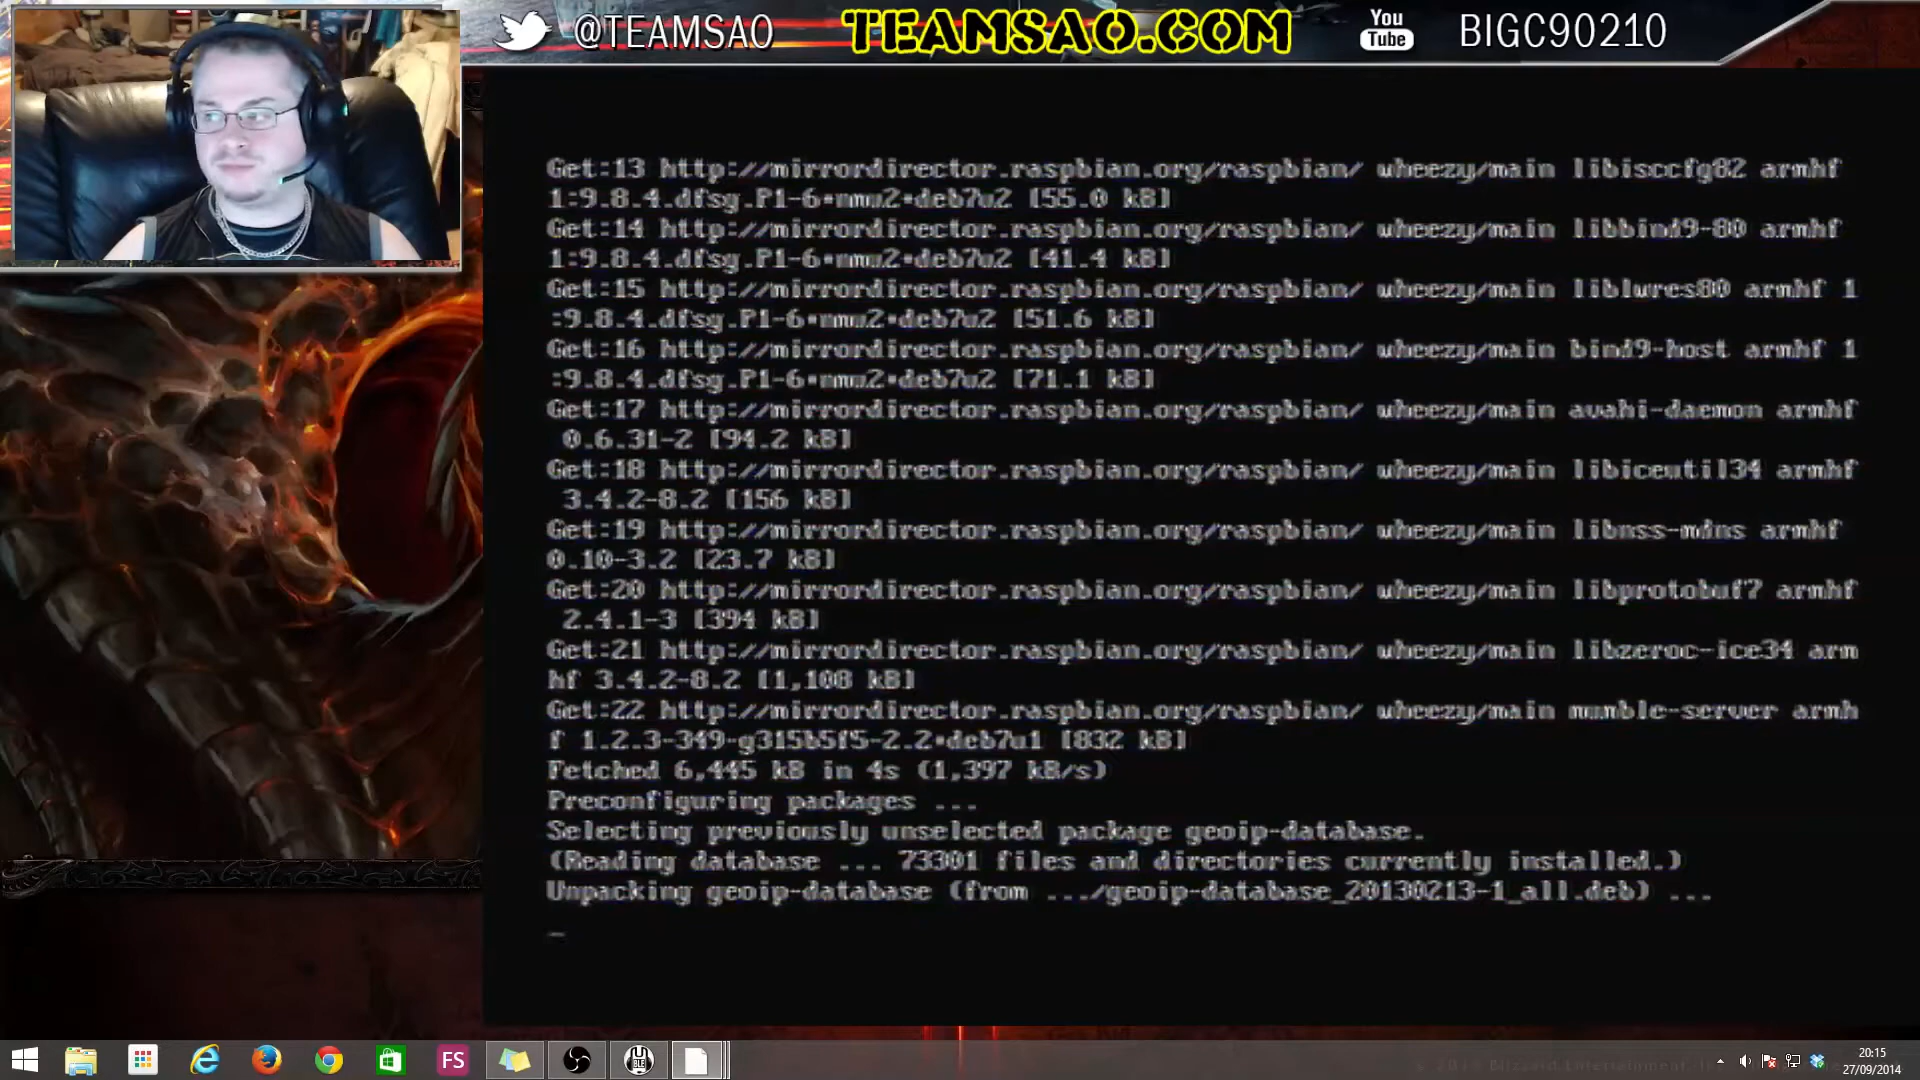 @TEAMSAO TEAMSAO.COM You Tube BIGC90210
Get:13 http://mirrordirector.raspbian.org/raspbian/ wheezy/main libisccfg82 armhf
1:9.8.4.dfsg.P1-6+nmu2+deb7u2 [55.0 kB]
Get:14 http://mirrordirector.raspbian.org/raspbian/ wheezy/main libbind9-80 armhf
1:9.8.4.dfsg.P1-6+nmu2+deb7u2 [41.4 kB]
Get:15 http://mirrordirector.raspbian.org/raspbian/ wheezy/main liblwres80 armhf 1
:9.8.4.dfsg.P1-6+nmu2+deb7u2 [51.6 kB]
Get:16 http://mirrordirector.raspbian.org/raspbian/ wheezy/main bind9-host armhf 1
:9.8.4.dfsg.P1-6+nmu2+deb7u2 [71.1 kB]
Get:17 http://mirrordirector.raspbian.org/raspbian/ wheezy/main avahi-daemon armhf
0.6.31-2 [94.2 kB]
Get:18 http://mirrordirector.raspbian.org/raspbian/ wheezy/main libiceutil34 armhf
3.4.2-8.2 [156 kB]
Get:19 http://mirrordirector.raspbian.org/raspbian/ wheezy/main libnss-mdns armhf
0.10-3.2 [23.7 kB]
Get:20 http://mirrordirector.raspbian.org/raspbian/ wheezy/main libprotobuf7 armhf
2.4.1-3 [394 kB]
Get:21 http://mirrordirector.raspbian.org/raspbian/ wheezy/main libzeroc-ice34 arm
hf 3.4.2-8.2 [1,108 kB]
Get:22 http://mirrordirector.raspbian.org/raspbian/ wheezy/main mumble-server armh
f 1.2.3-349-g315b5f5-2.2+deb7u1 [832 kB]
Fetched 6,445 kB in 4s (1,397 kB/s)
Preconfiguring packages ...
Selecting previously unselected package geoip-database.
(Reading database ... 73301 files and directories currently installed.)
Unpacking geoip-database (from .../geoip-database_20130213-1_all.deb) ...
_
FS
20:15
27/09/2014